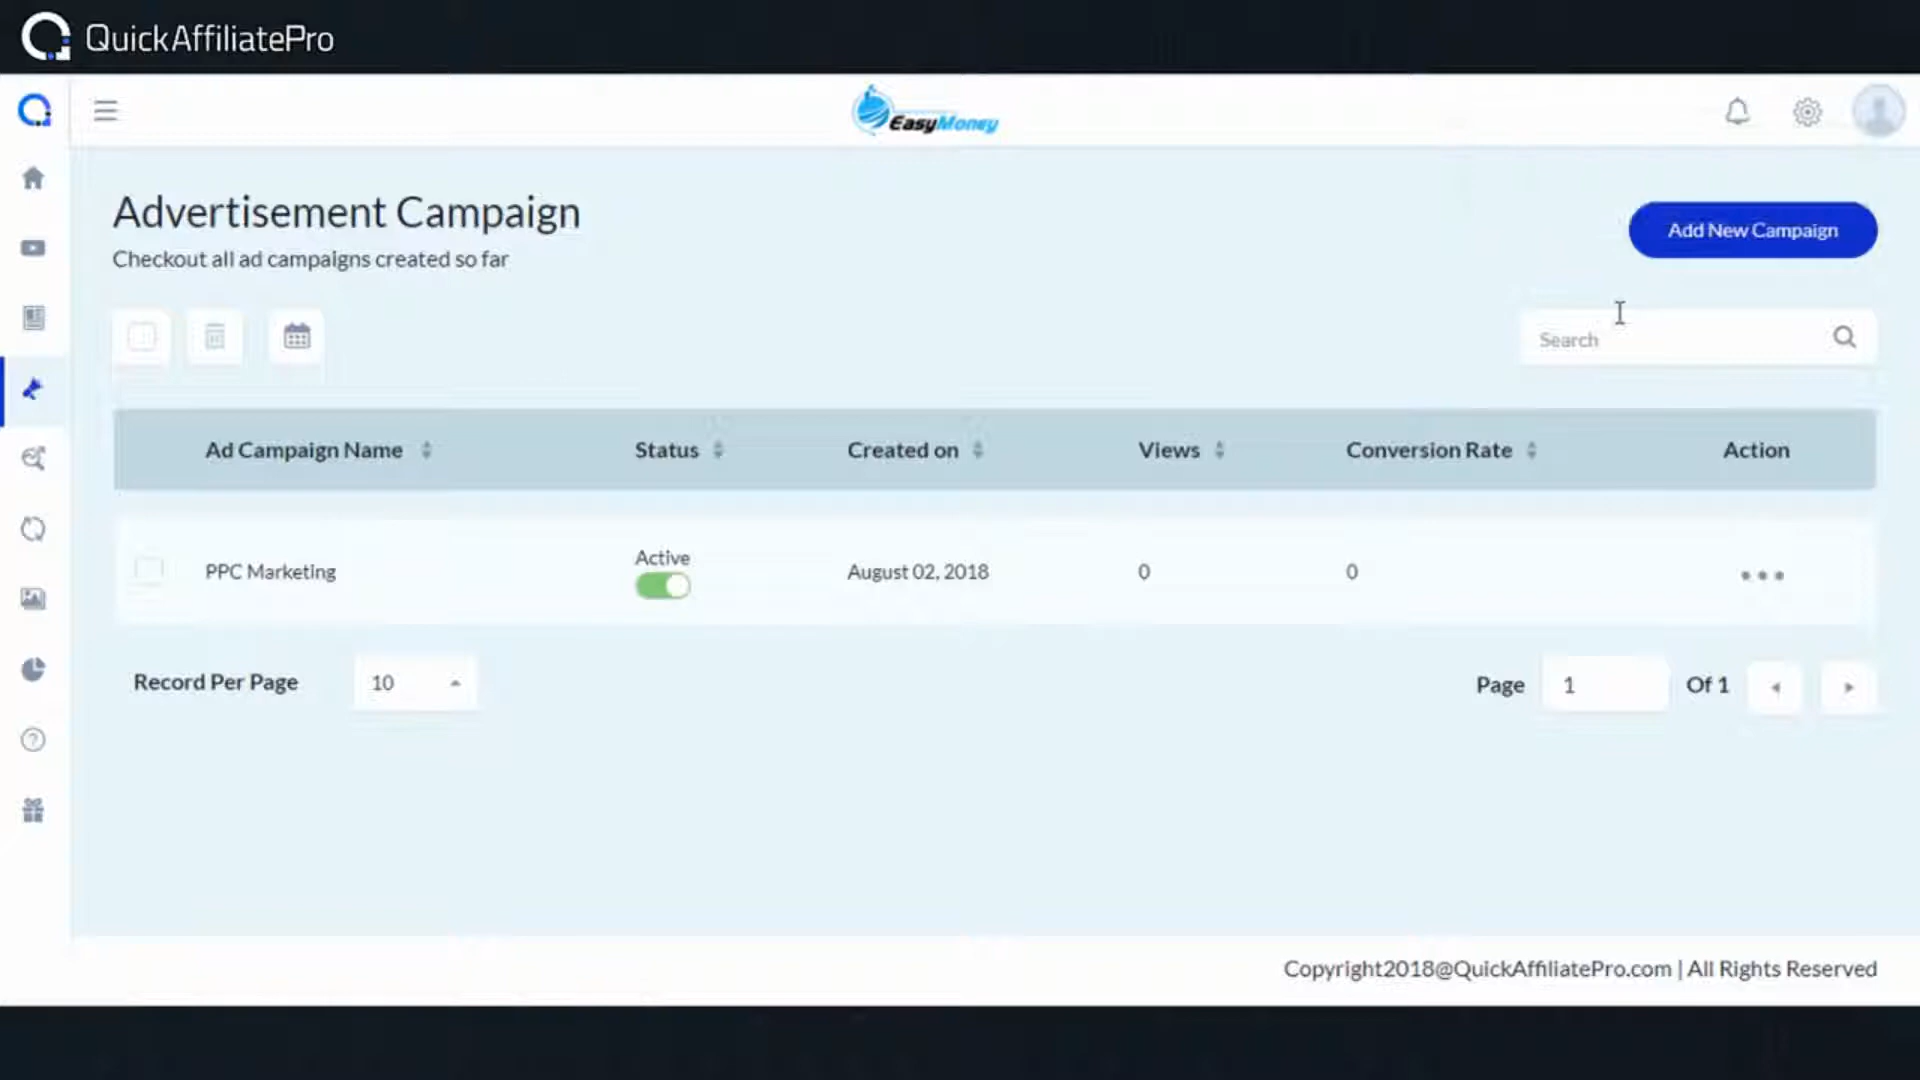 QuickAffiliatePro
EasyMoney
Advertisement Campaign
Checkout all ad campaigns created so far
Add New Campaign
Search
Ad Campaign Name Status Created on Views Conversion Rate Action
PPC Marketing Active August 02, 2018 0 0
Record Per Page 10 Page 1 Of 1
Copyright2018@QuickAffiliatePro.com | All Rights Reserved